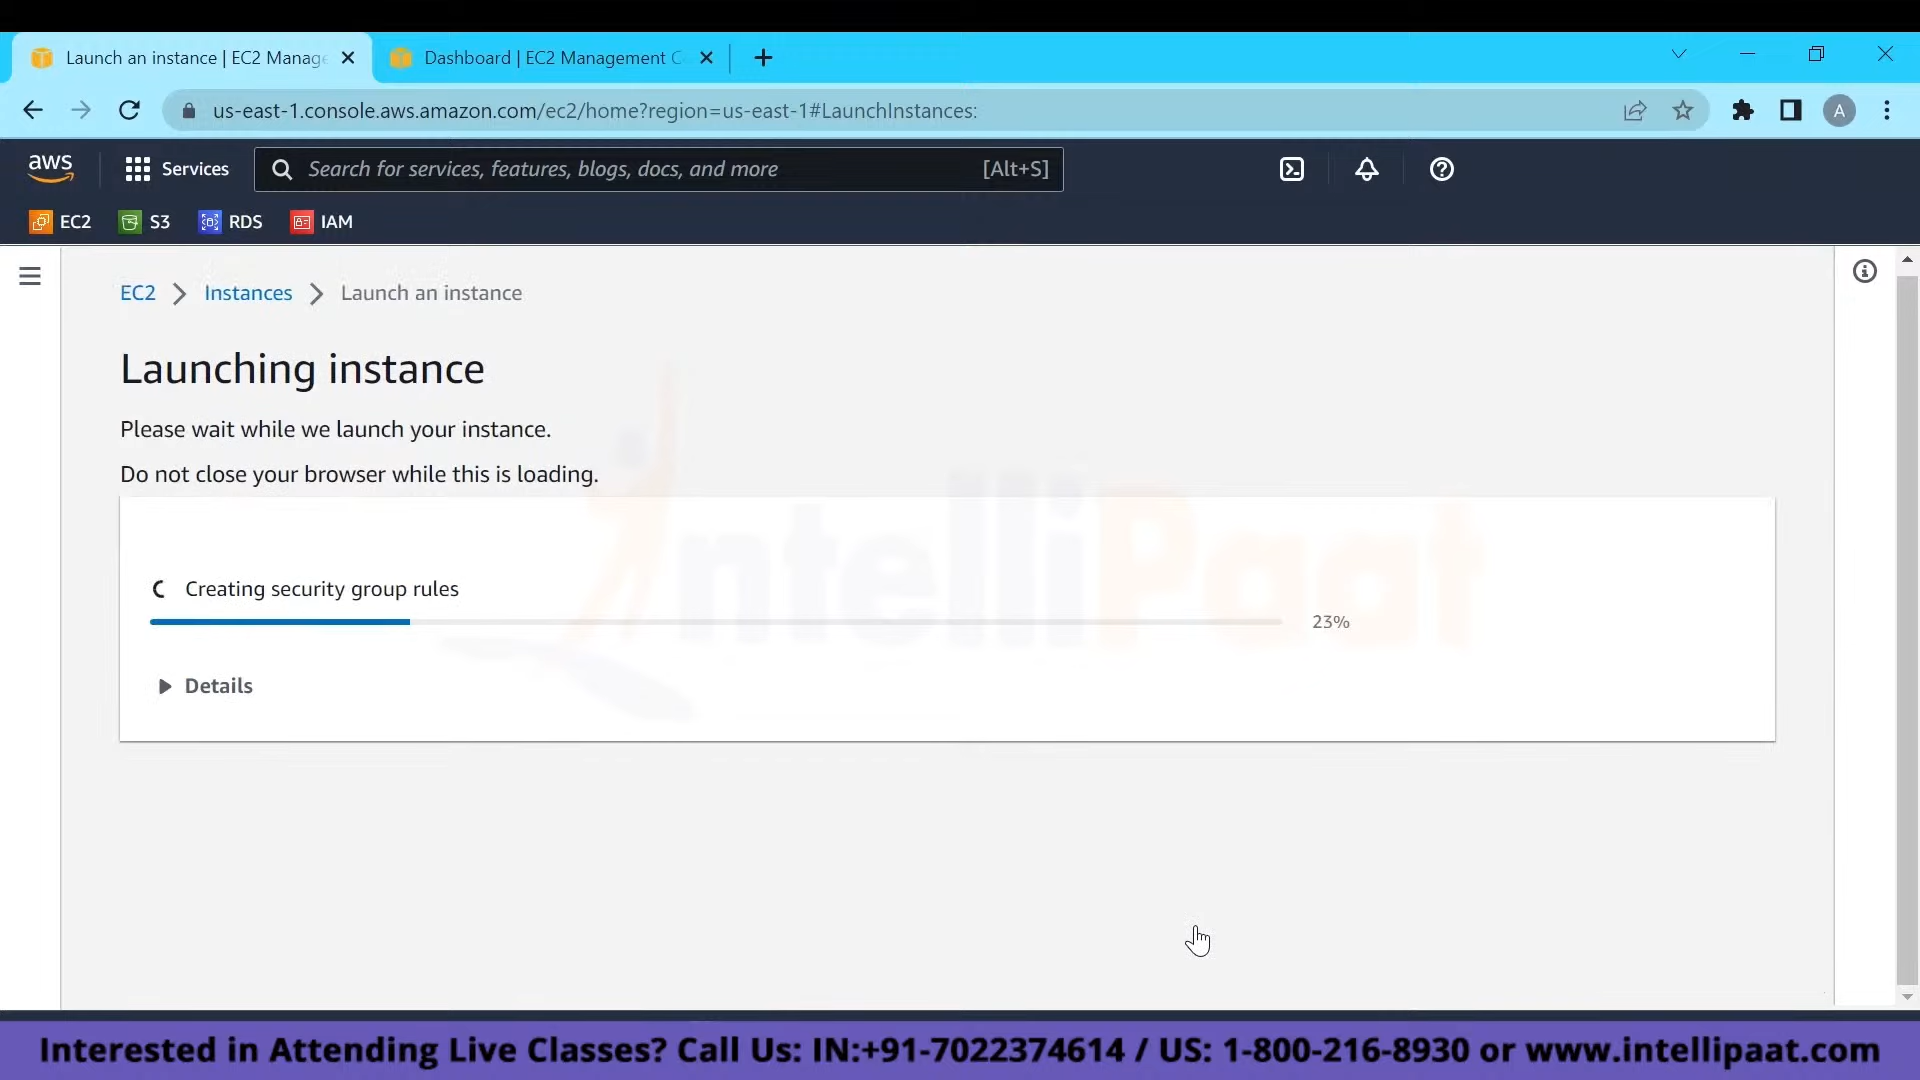 Launch an instance | EC2 Manage
Dashboard | EC2 Management C
us-east-1.console.aws.amazon.com/ec2/home?region=us-east-1#LaunchInstances:
A
aws
Services
Search for services, features, blogs, docs, and more
[Alt+S]
EC2
S3
RDS
IAM
EC2 > Instances > Launch an instance
Launching instance
Please wait while we launch your instance.
Do not close your browser while this is loading.
IntelliPaat
Creating security group rules
23%
Details
Interested in Attending Live Classes? Call Us: IN:+91-7022374614 / US: 1-800-216-8930 or www.intellipaat.com